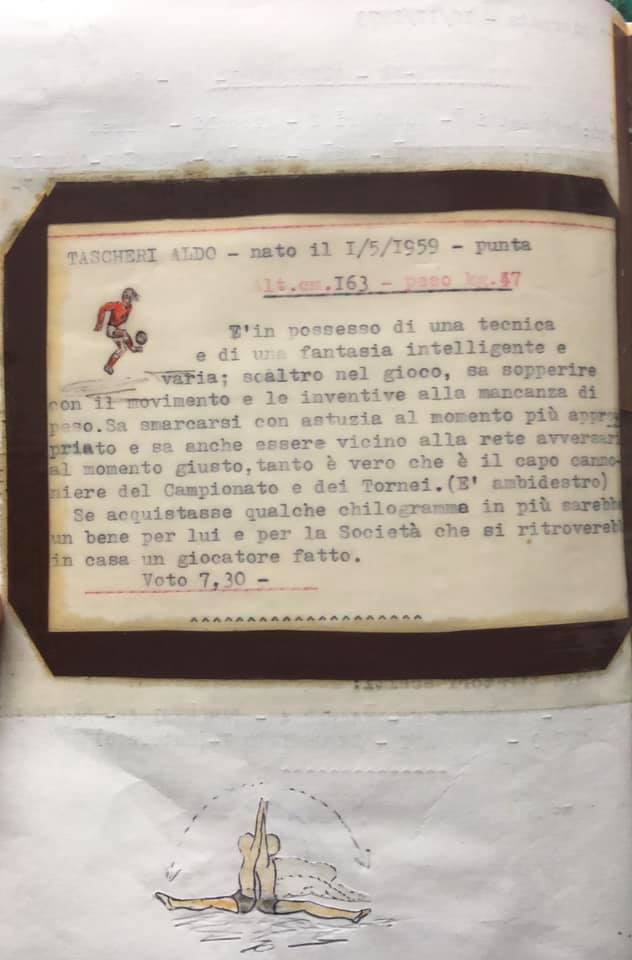 TASCHERI ALDO - nato il I/5/1959 - punta
Alt.cm.I63 - peso kg.47
E'in possesso di una tecnica
e di una fantasia intelligente e
varia; scaltro nel gioco, sa sopperire
con il movimento e le inventive alla mancanza di
peso.Sa smarcarsi con astuzia al momento più appro
priato e sa anche essere vicino alla rete avversari
al momento giusto,tanto è vero che è il capo canno-
niere del Campionato e dei Tornei.(E' ambidestro)
Se acquistasse qualche chilogramma in più sarebbe
un bene per lui e per la Società che si ritroverebb
in casa un giocatore fatto.
Voto 7,30 -
^^^^^^^^^^^^^^^^^^^^^